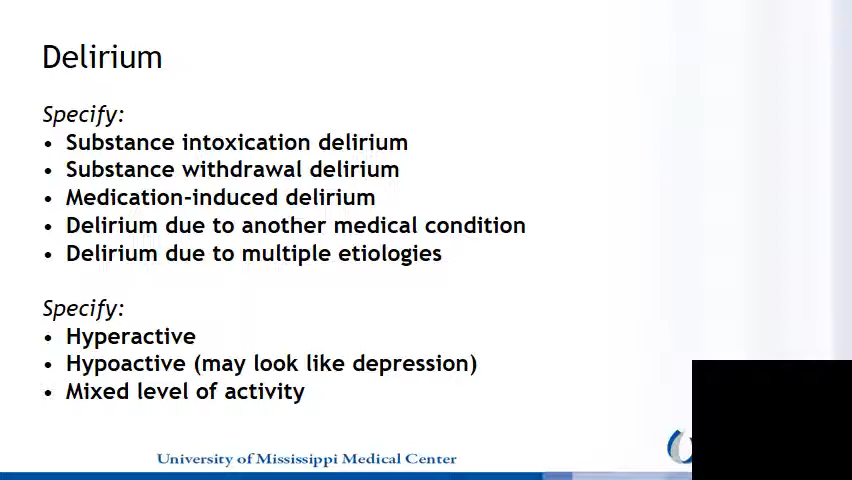 Delirium
Specify:
• Substance intoxication delirium
• Substance withdrawal delirium
• Medication-induced delirium
• Delirium due to another medical condition
• Delirium due to multiple etiologies
Specify:
• Hyperactive
• Hypoactive (may look like depression)
• Mixed level of activity
University of Mississippi Medical Center